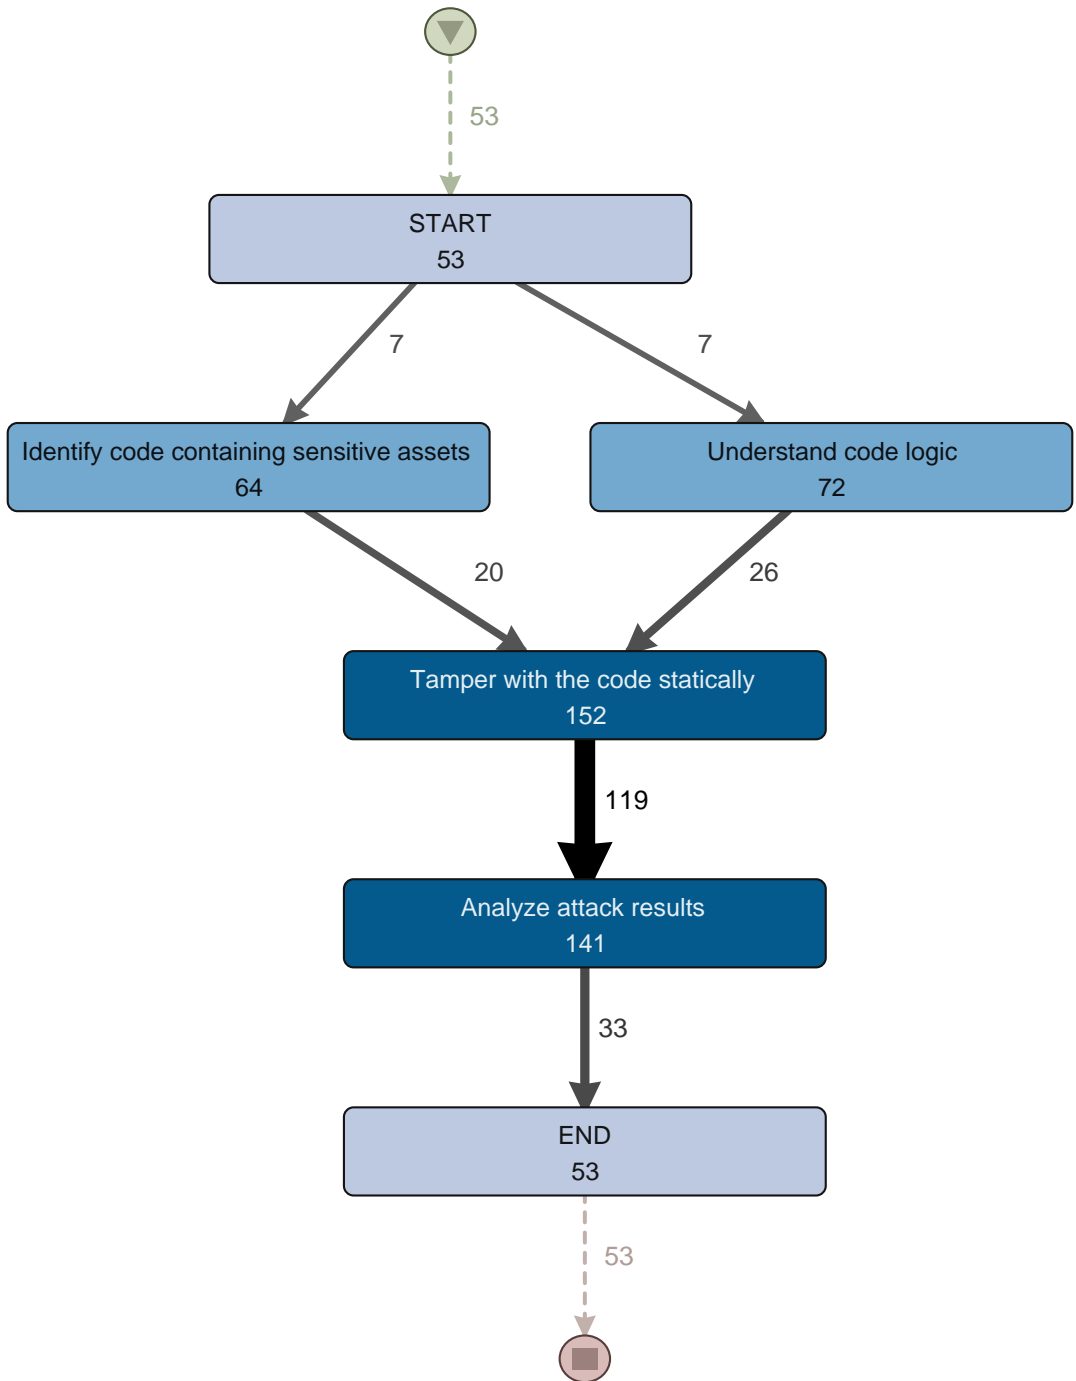 53
START
53
7
7
Identify code containing sensitive assets
64
Understand code logic
72
20
26
Tamper with the code statically
152
119
Analyze attack results
141
33
END
53
53